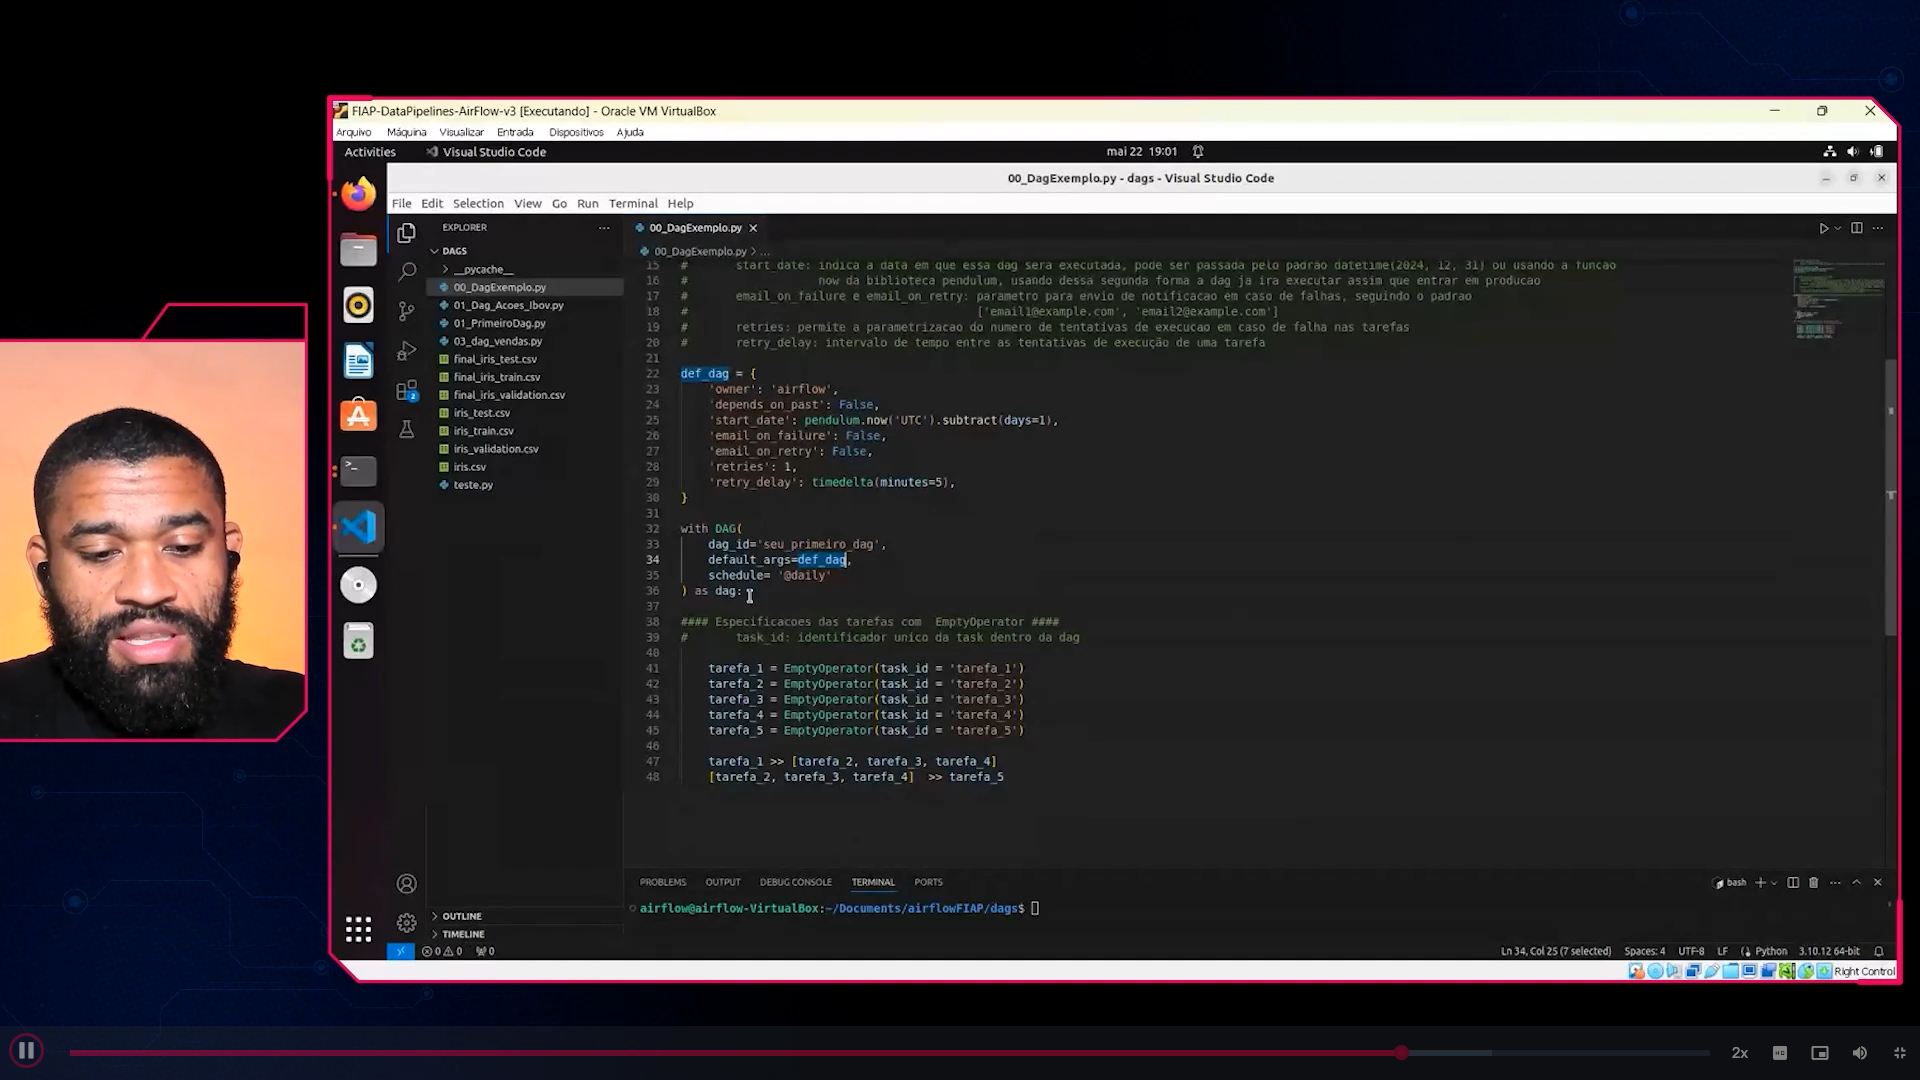 FIAP-DataPipelines-AirFlow-v3 [Executando] - Oracle VM VirtualBox
Arquivo Máquina Visualizar Entrada Dispositivos Ajuda
Activities Visual Studio Code mai 22 19:01
00_DagExemplo.py - dags - Visual Studio Code
File Edit Selection View Go Run Terminal Help
EXPLORER
DAGS
__pycache__
00_DagExemplo.py
01_Dag_Acoes_Ibov.py
01_PrimeiroDag.py
03_dag_vendas.py
final_iris_test.csv
final_iris_train.csv
final_iris_validation.csv
iris_test.csv
iris_train.csv
iris_validation.csv
iris.csv
teste.py
2
OUTLINE
TIMELINE
00_DagExemplo.py
00_DagExemplo.py > ...
15 # start_date: indica a data em que essa dag sera executada, pode ser passada pelo padrao datetime(2024, 12, 31) ou usando a funcao
16 # now da biblioteca pendulum, usando dessa segunda forma a dag ja ira executar assim que entrar em producao
17 # email_on_failure e email_on_retry: parametro para envio de notificacao em caso de falhas, seguindo o padrao
18 # ['email1@example.com', 'email2@example.com']
19 # retries: permite a parametrizacao do numero de tentativas de execucao em caso de falha nas tarefas
20 # retry_delay: intervalo de tempo entre as tentativas de execução de uma tarefa
21
22 def_dag = {
23 'owner': 'airflow',
24 'depends_on_past': False,
25 'start_date': pendulum.now('UTC').subtract(days=1),
26 'email_on_failure': False,
27 'email_on_retry': False,
28 'retries': 1,
29 'retry_delay': timedelta(minutes=5),
30 }
31
32 with DAG(
33 dag_id='seu_primeiro_dag',
34 default_args=def_dag,
35 schedule= '@daily'
36 ) as dag:
37
38 #### Especificacoes das tarefas com EmptyOperator ####
39 # task_id: identificador unico da task dentro da dag
40
41 tarefa_1 = EmptyOperator(task_id = 'tarefa_1')
42 tarefa_2 = EmptyOperator(task_id = 'tarefa_2')
43 tarefa_3 = EmptyOperator(task_id = 'tarefa_3')
44 tarefa_4 = EmptyOperator(task_id = 'tarefa_4')
45 tarefa_5 = EmptyOperator(task_id = 'tarefa_5')
46
47 tarefa_1 >> [tarefa_2, tarefa_3, tarefa_4]
48 [tarefa_2, tarefa_3, tarefa_4] >> tarefa_5
PROBLEMS OUTPUT DEBUG CONSOLE TERMINAL PORTS
bash
airflow@airflow-VirtualBox:~/Documents/airflowFIAP/dags$
0 0 0
Ln 34, Col 25 (7 selected) Spaces: 4 UTF-8 LF Python 3.10.12 64-bit
Right Control
2x